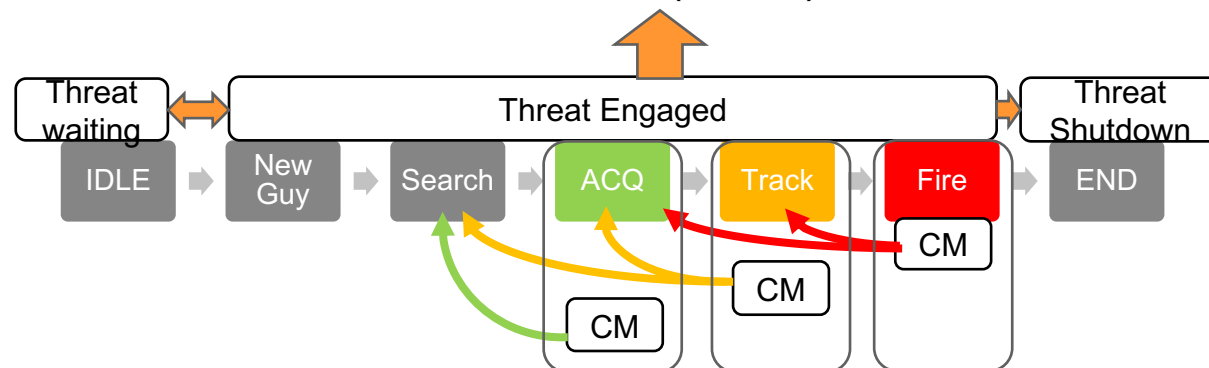 Threat
waiting
Threat Engaged
Threat
Shutdown
IDLE
New
Guy
Search
ACQ
Track
Fire
END
CM
CM
CM